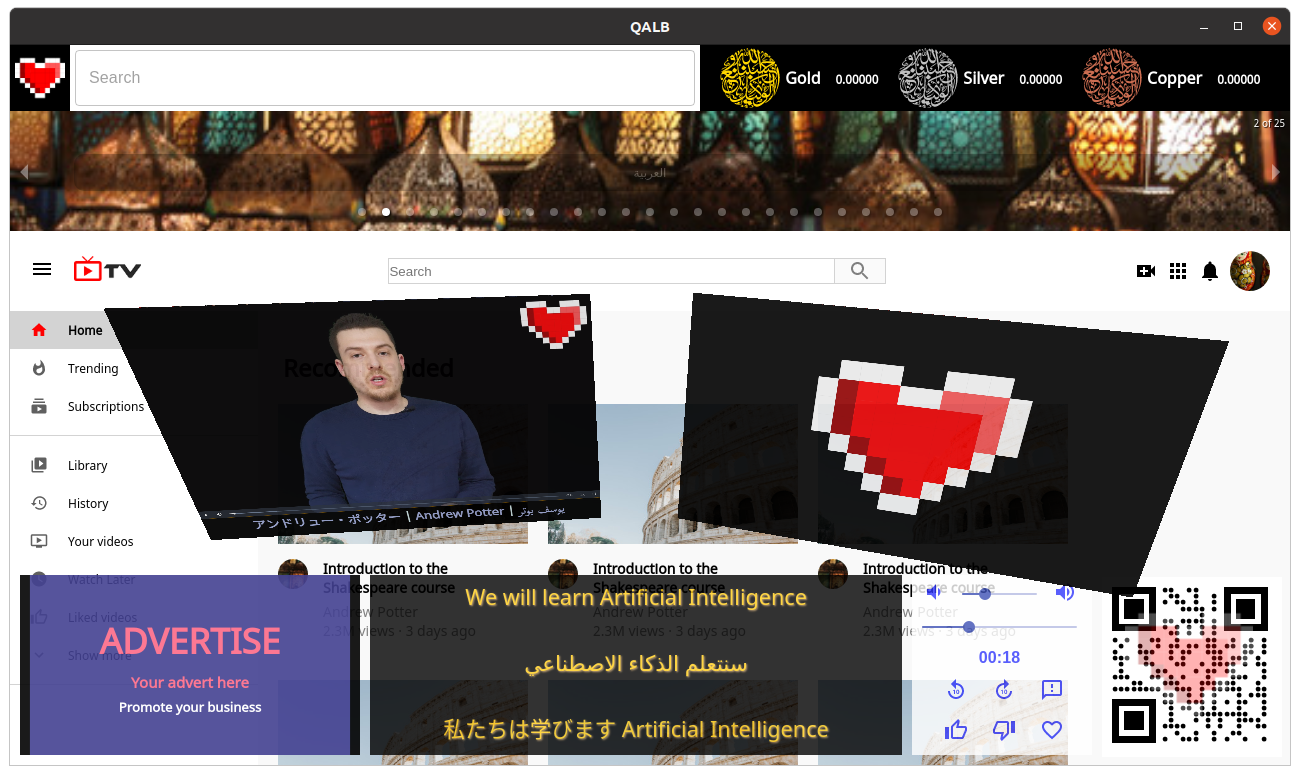 QALB
Search
Gold 0.00000
Silver 0.00000
Copper 0.00000
2 of 25
العربية
TV
Search
Home
Trending
Subscriptions
Library
History
Your videos
Watch Later
Liked videos
Show more
Recommended
アンドリュー・ポッター | Andrew Potter | يوسف بوتر
Introduction to the
Shakespeare course
Andrew Potter
2.3M views · 3 days ago
Introduction to the
Shakespeare course
Andrew Potter
2.3M views · 3 days ago
Introduction to the
Shakespeare course
Andrew Potter
2.3M views · 3 days ago
ADVERTISE
Your advert here
Promote your business
We will learn Artificial Intelligence
سنتعلم الذكاء الاصطناعي
私たちは学びます Artificial Intelligence
00:18
10
10